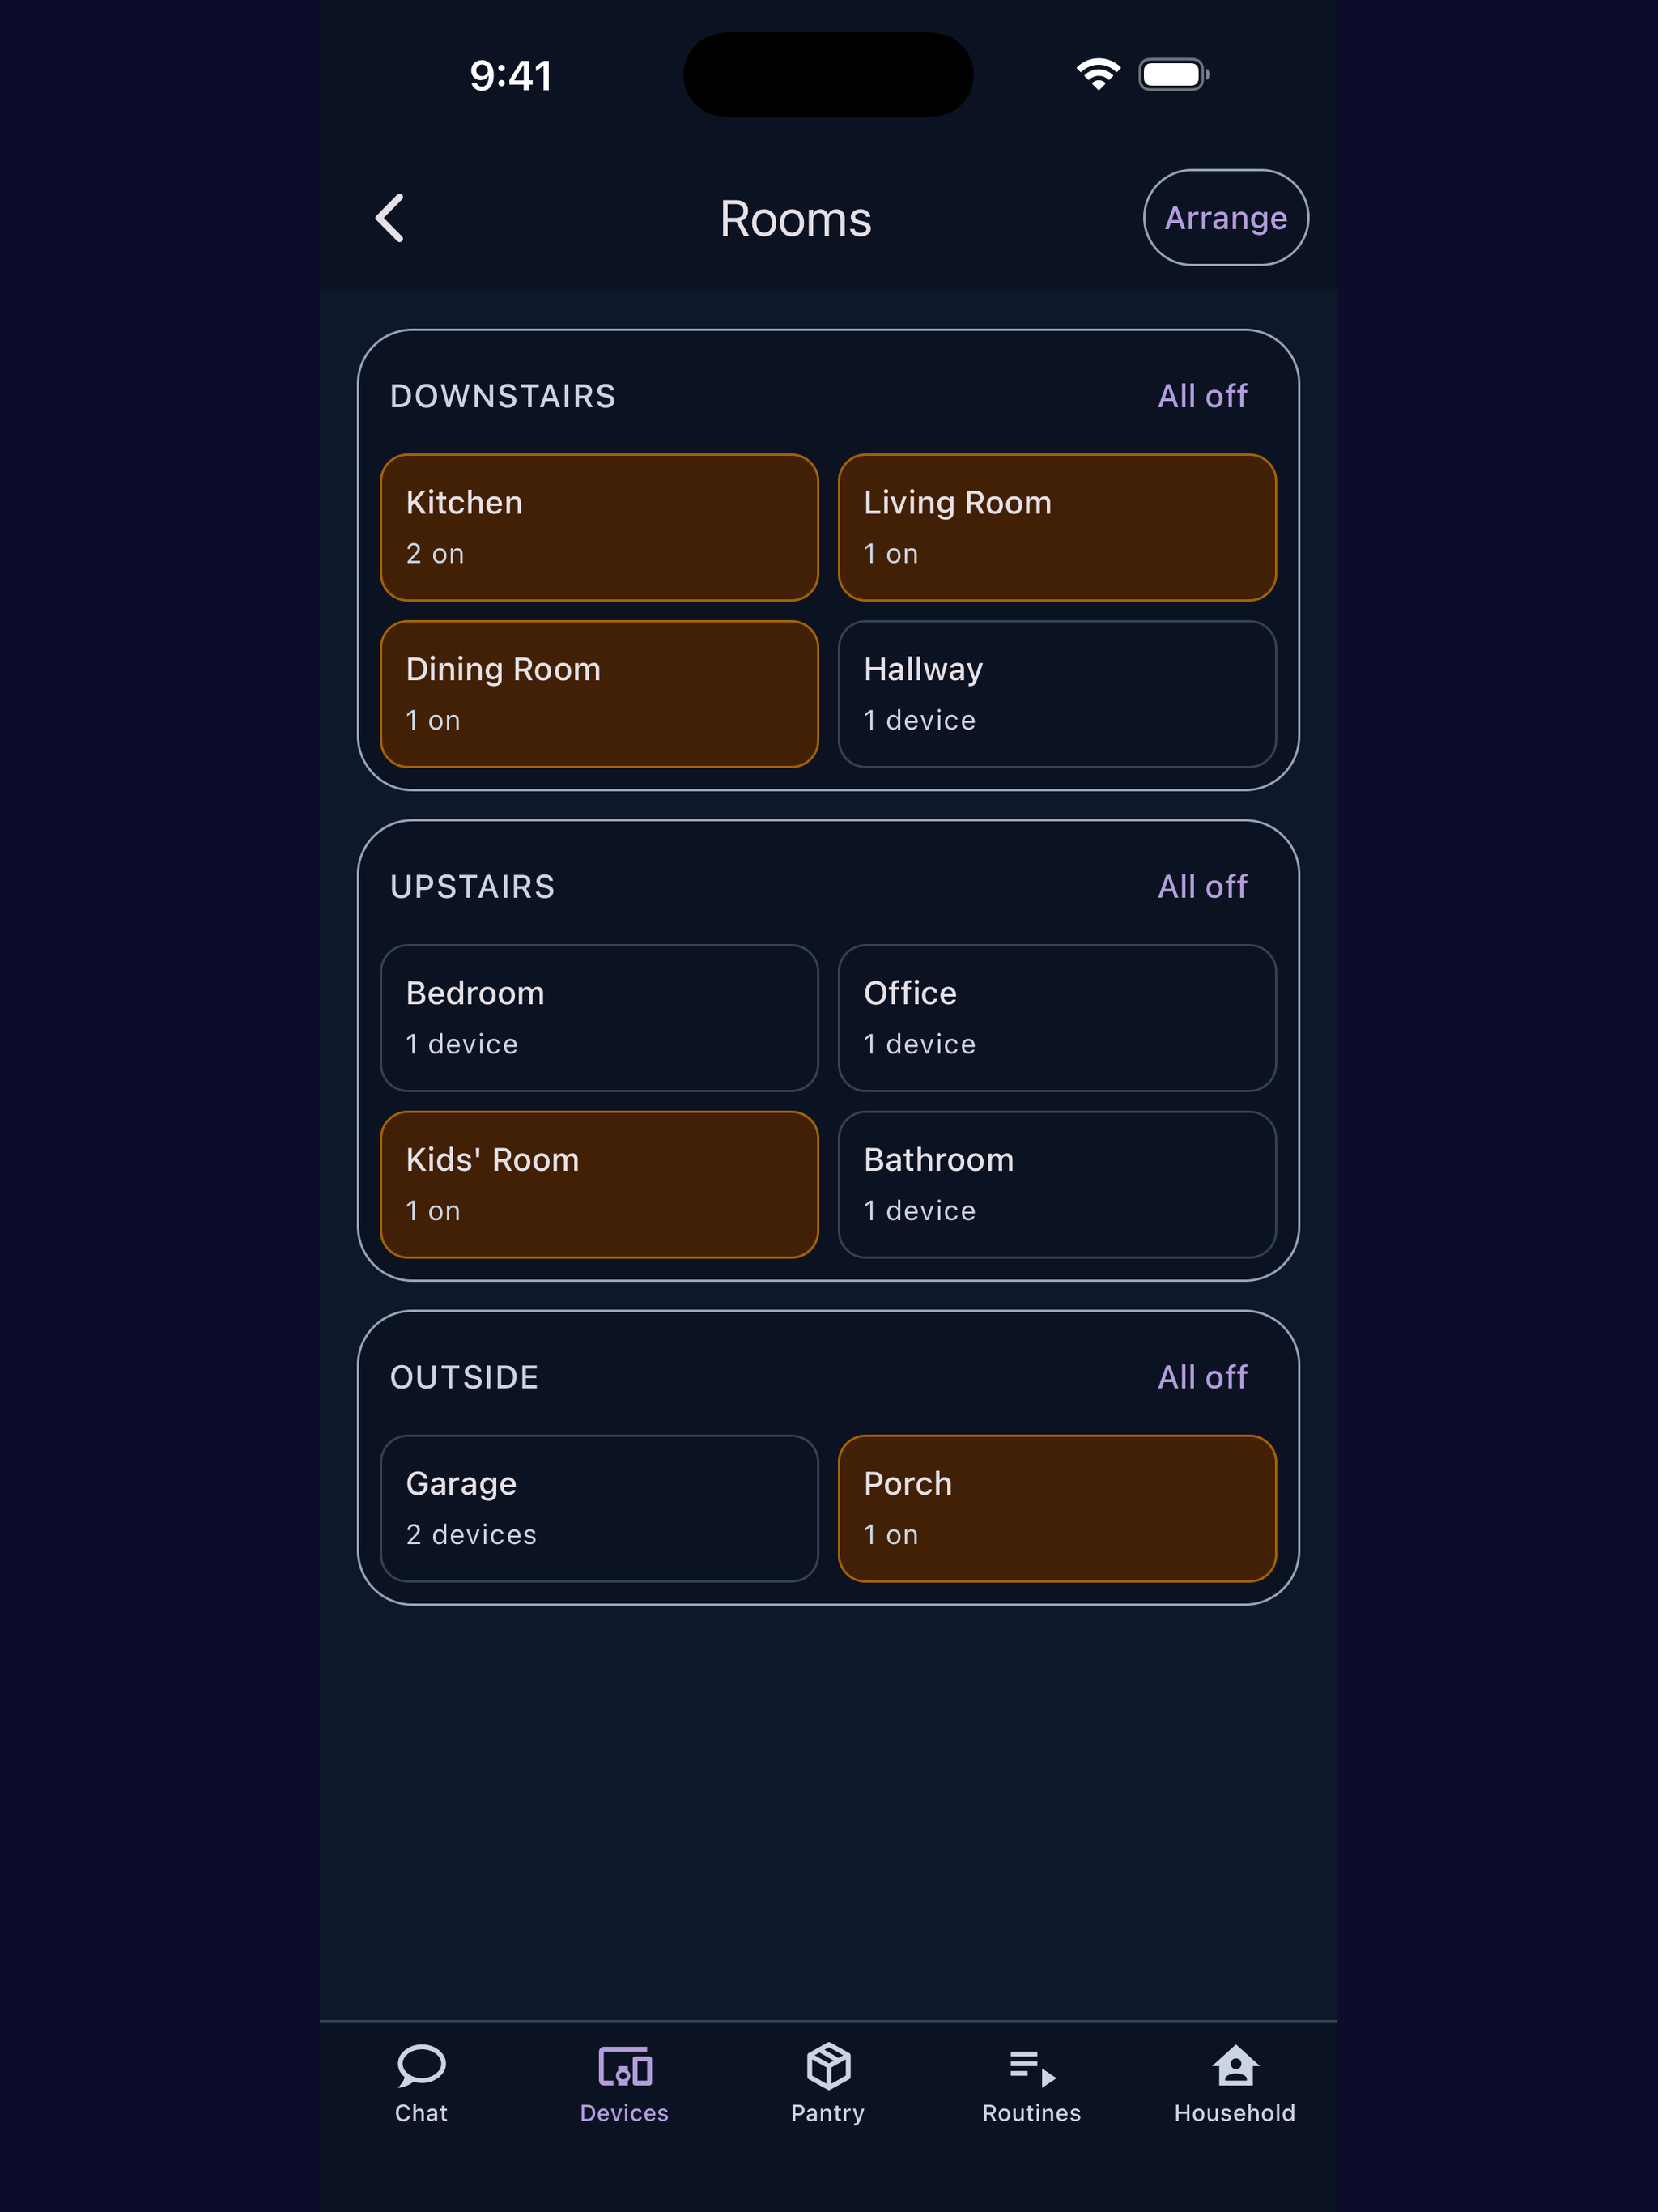 9:41
Rooms
Arrange
DOWNSTAIRS
All off
Kitchen
2 on
Living Room
1 on
Dining Room
1 on
Hallway
1 device
UPSTAIRS
All off
Bedroom
1 device
Office
1 device
Kids' Room
1 on
Bathroom
1 device
OUTSIDE
All off
Garage
2 devices
Porch
1 on
Chat
Devices
Pantry
Routines
Household